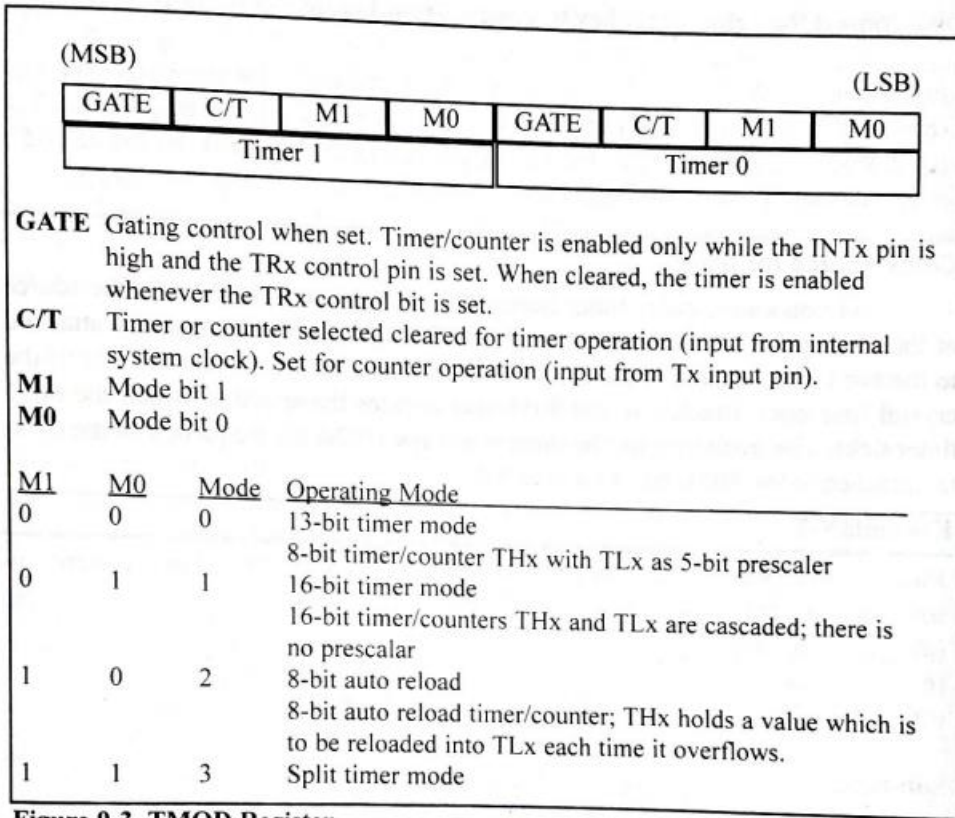 (MSB)
(LSB)
GATE C/T M1 M0 GATE C/T M1 M0
Timer 1 Timer 0
GATE Gating control when set. Timer/counter is enabled only while the INTx pin is
high and the TRx control pin is set. When cleared, the timer is enabled
whenever the TRx control bit is set.
C/T Timer or counter selected cleared for timer operation (input from internal
system clock). Set for counter operation (input from Tx input pin).
M1 Mode bit 1
M0 Mode bit 0
M1 M0 Mode Operating Mode
0 0 0 13-bit timer mode
8-bit timer/counter THx with TLx as 5-bit prescaler
0 1 1 16-bit timer mode
16-bit timer/counters THx and TLx are cascaded; there is
no prescalar
1 0 2 8-bit auto reload
8-bit auto reload timer/counter; THx holds a value which is
to be reloaded into TLx each time it overflows.
1 1 3 Split timer mode
Figure 9-3. TMOD Register